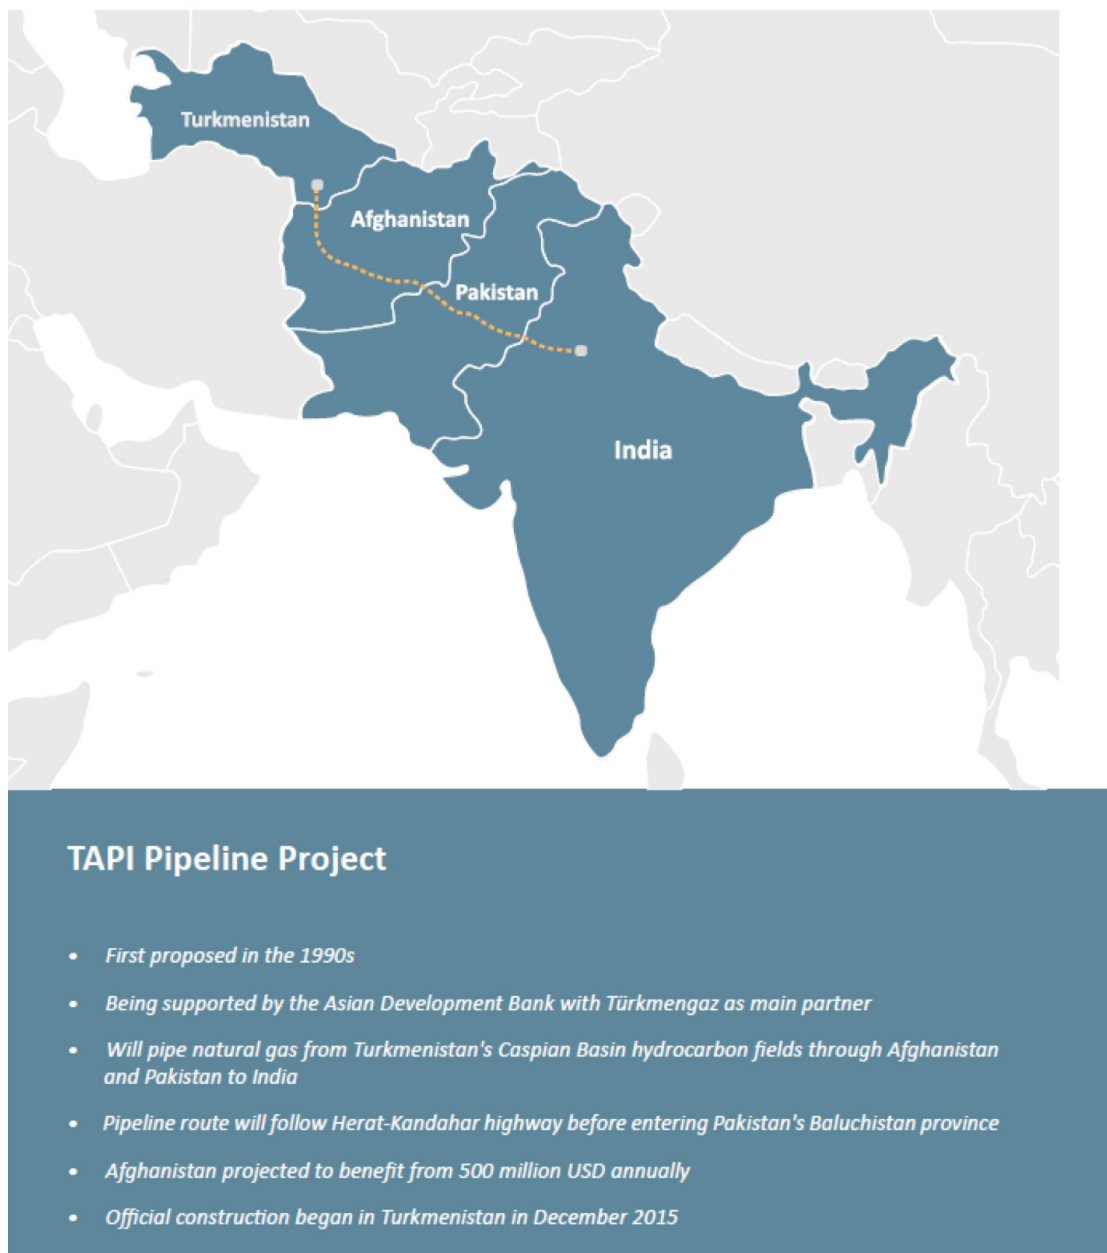 Turkmenistan
Afghanistan
Pakistan
India
TAPI Pipeline Project
• First proposed in the 1990s
• Being supported by the Asian Development Bank with Türkmengaz as main partner
• Will pipe natural gas from Turkmenistan's Caspian Basin hydrocarbon fields through Afghanistan
and Pakistan to India
• Pipeline route will follow Herat-Kandahar highway before entering Pakistan's Baluchistan province
• Afghanistan projected to benefit from 500 million USD annually
• Official construction began in Turkmenistan in December 2015